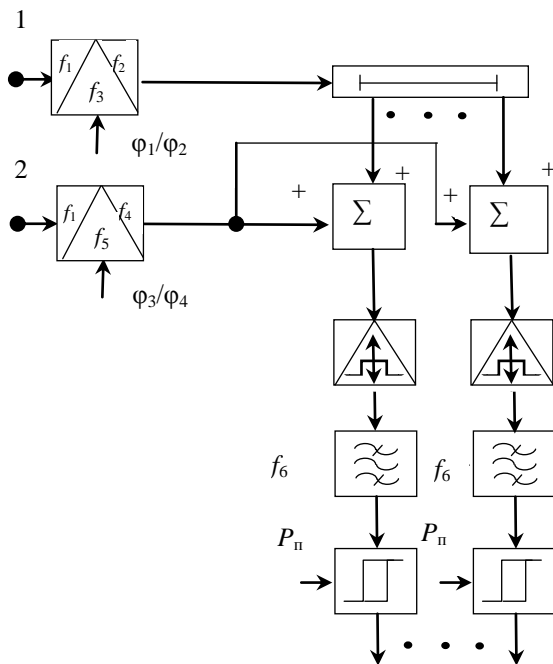 1
f₁ f₂
f₃
φ₁/φ₂
2
+ + + +
f₁ f₄
f₅
Σ Σ
φ₃/φ₄
f₆ f₆
Pп Pп